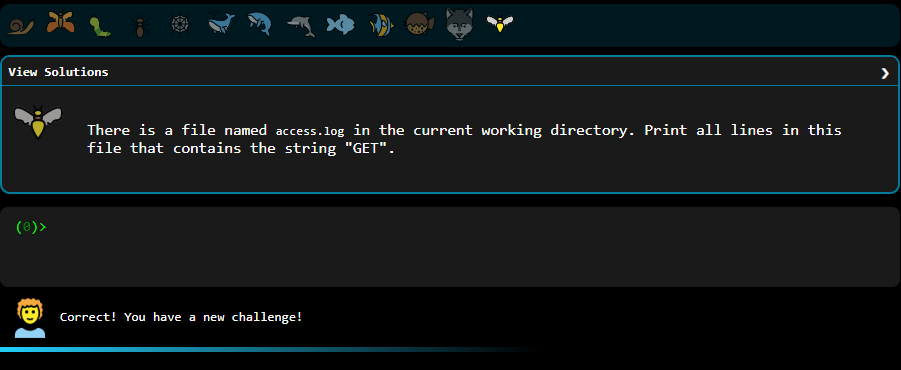 View Solutions
There is a file named access.log in the current working directory. Print all lines in this
file that contains the string "GET".
(0)>
Correct! You have a new challenge!